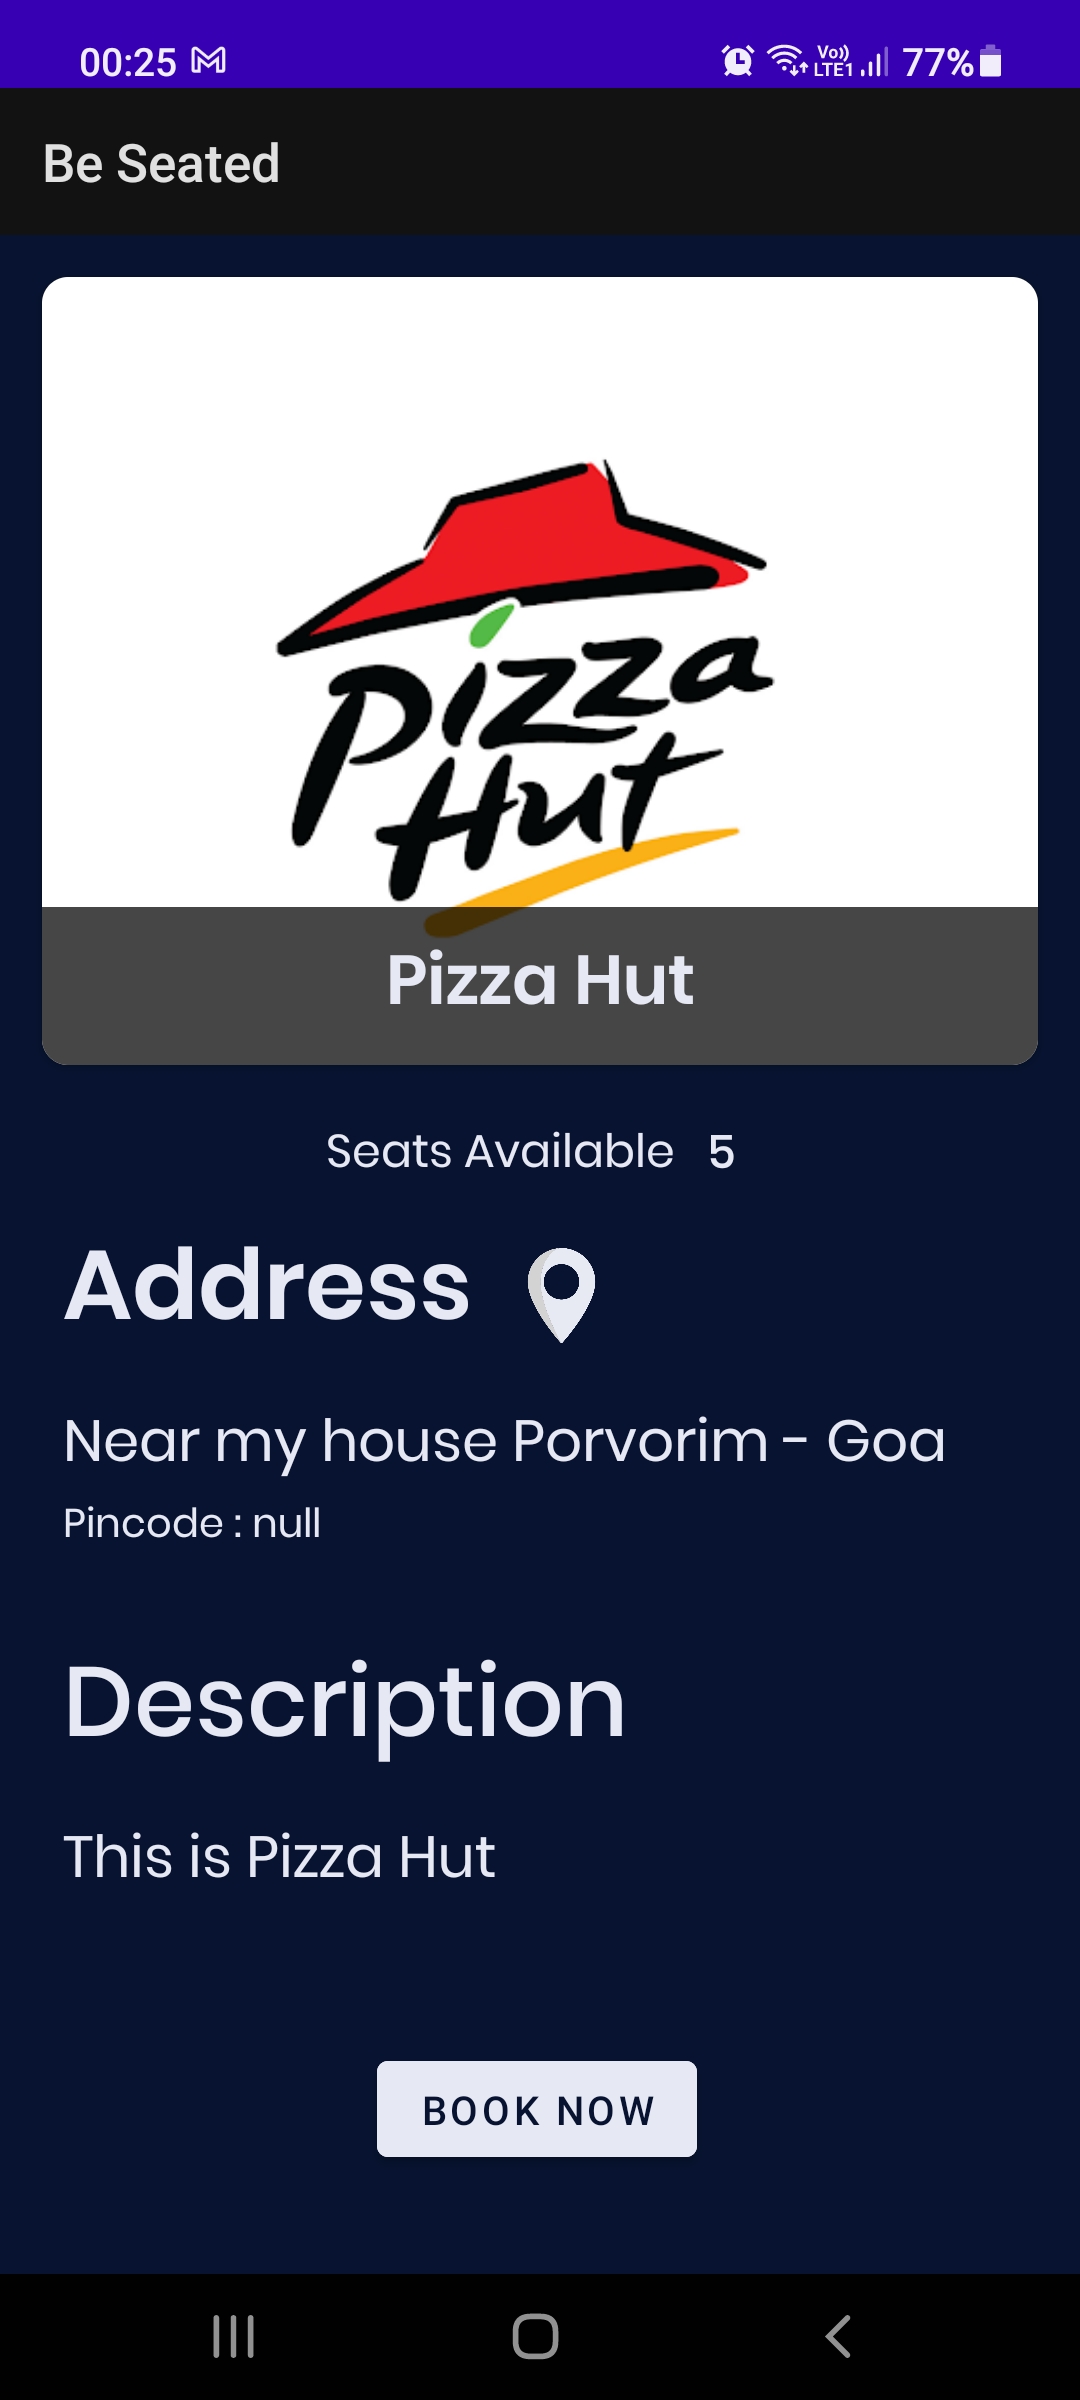 00:25 Vo)) LTE1 77%
Be Seated
Pizza
Hut
Pizza Hut
Seats Available 5
Address
Near my house Porvorim - Goa
Pincode : null
Description
This is Pizza Hut
BOOK NOW